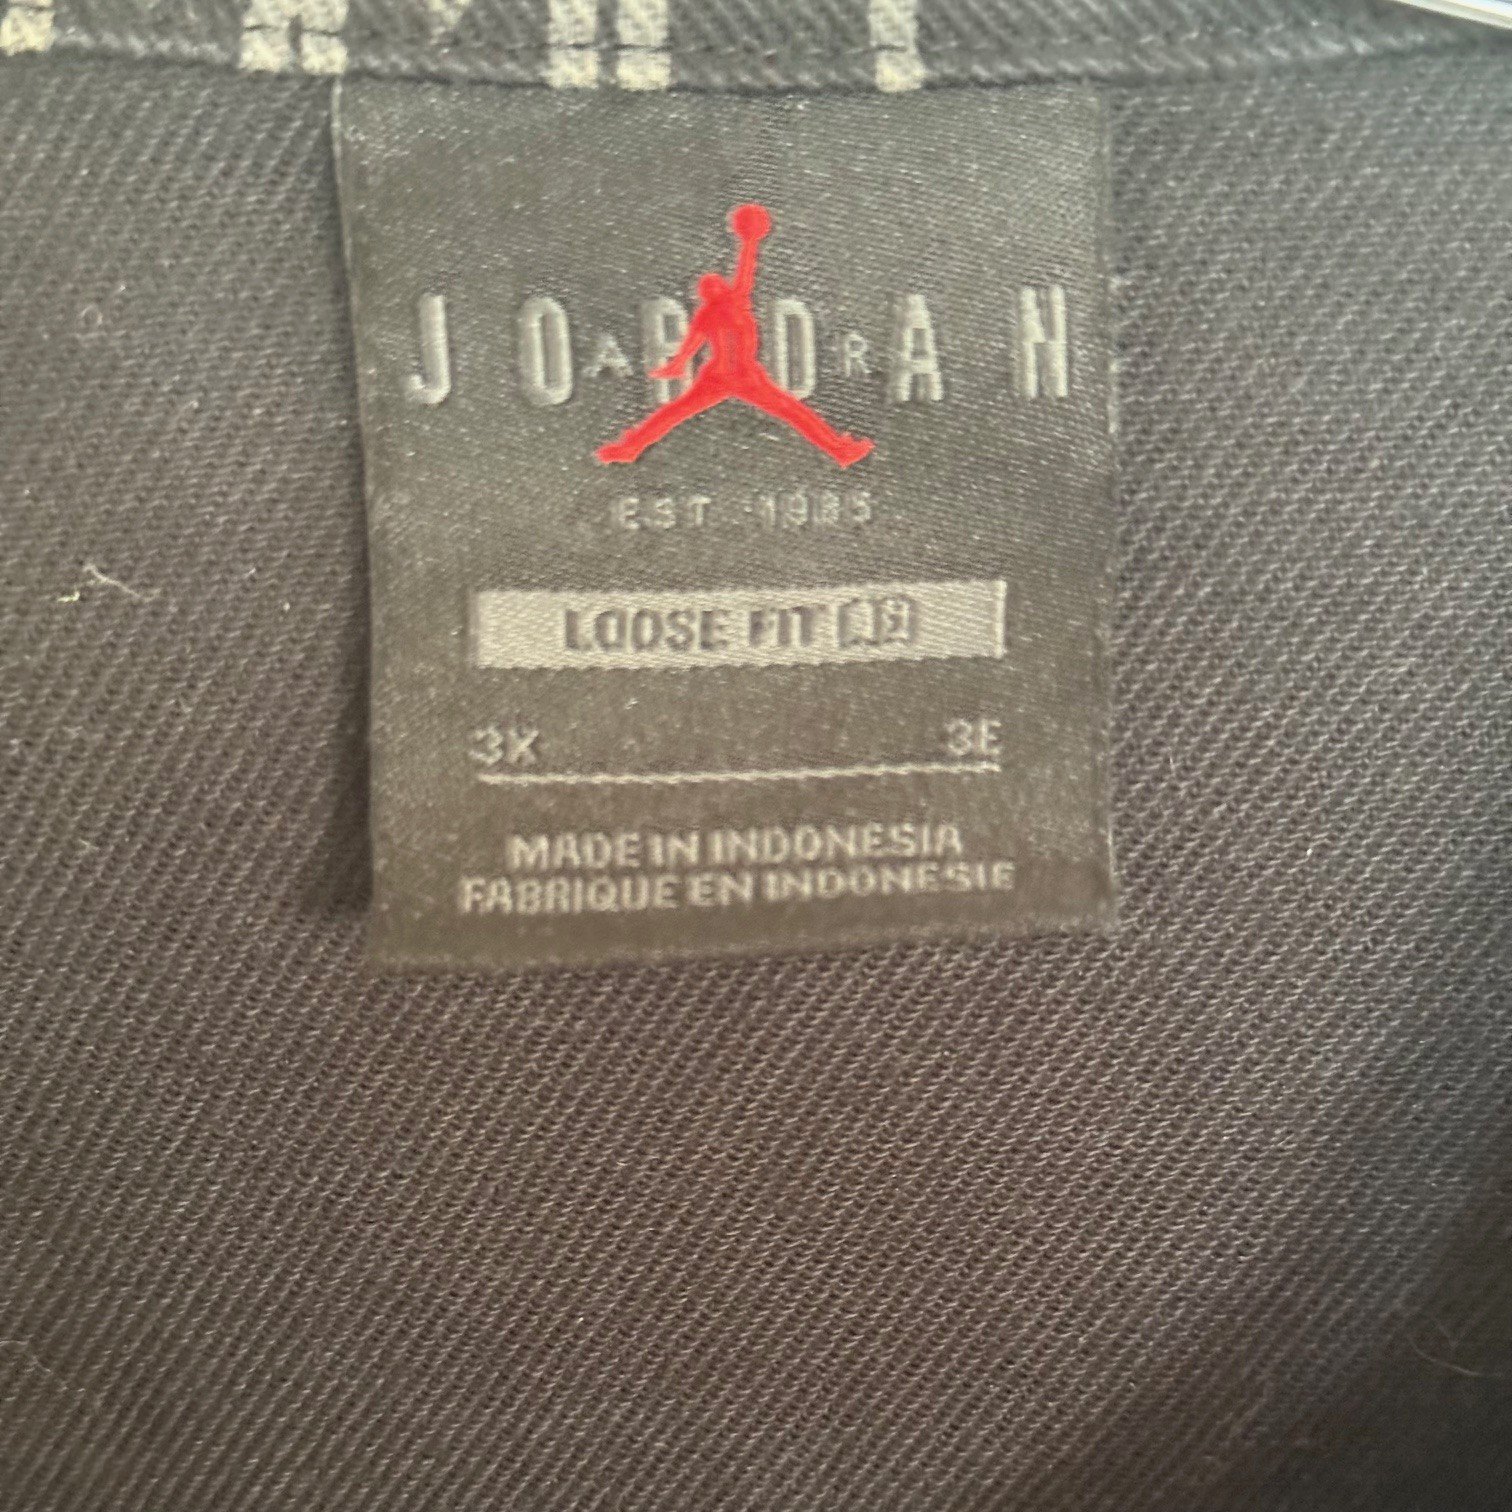 JORDAN
AIR
EST. 1985
LOOSE FIT
3X 3E
MADE IN INDONESIA
FABRIQUE EN INDONESIE